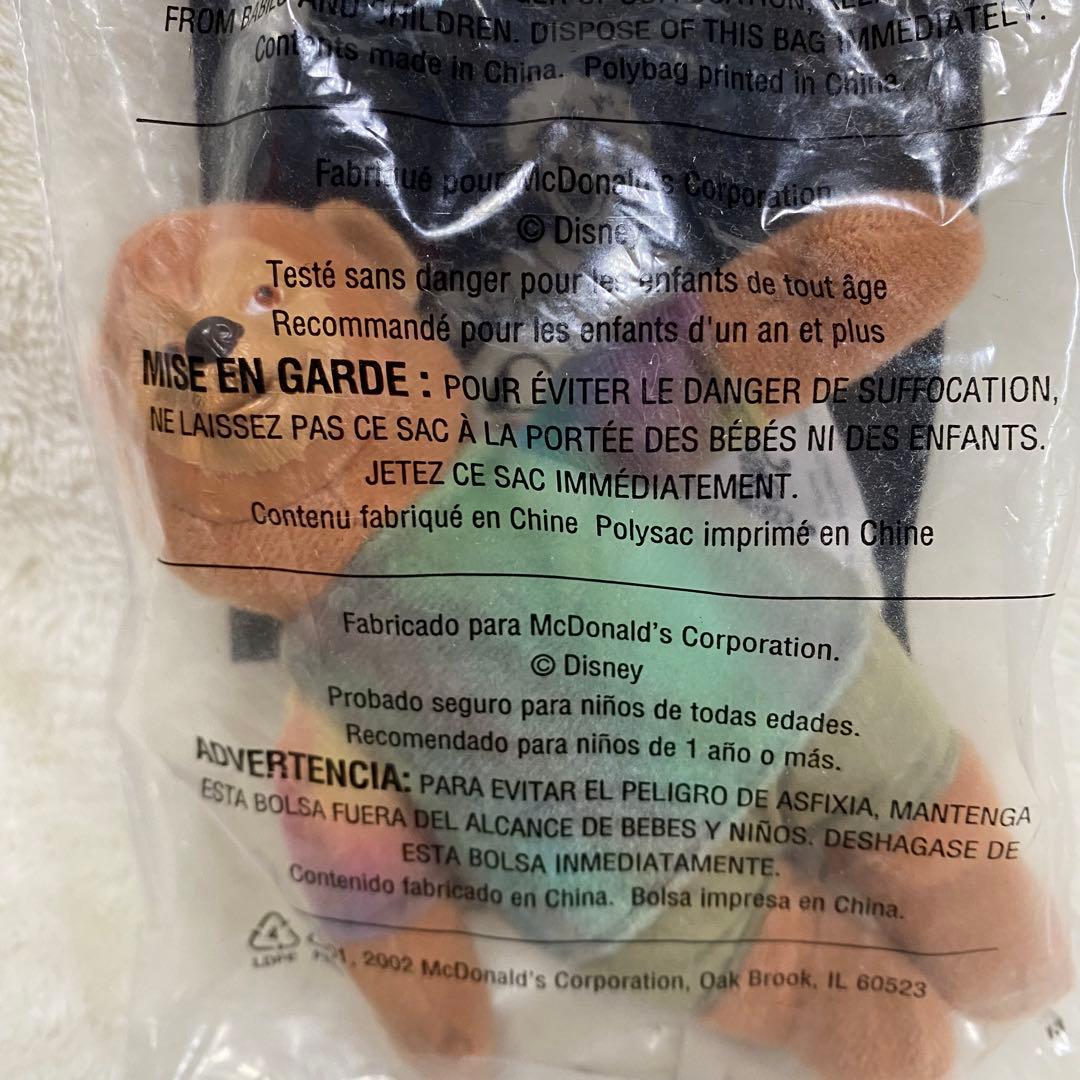 FROM BABIES AND CHILDREN. DISPOSE OF THIS BAG IMMEDIATELY.
Contents made in China. Polybag printed in China.
Fabriqué pour McDonald's Corporation
© Disney
Testé sans danger pour les enfants de tout âge
Recommandé pour les enfants d'un an et plus
MISE EN GARDE : POUR ÉVITER LE DANGER DE SUFFOCATION,
NE LAISSEZ PAS CE SAC À LA PORTÉE DES BÉBÉS NI DES ENFANTS.
JETEZ CE SAC IMMÉDIATEMENT.
Contenu fabriqué en Chine Polysac imprimé en Chine
Fabricado para McDonald's Corporation.
© Disney
Probado seguro para niños de todas edades.
Recomendado para niños de 1 año o más.
ADVERTENCIA: PARA EVITAR EL PELIGRO DE ASFIXIA, MANTENGA
ESTA BOLSA FUERA DEL ALCANCE DE BEBES Y NIÑOS. DESHAGASE DE
ESTA BOLSA INMEDIATAMENTE.
Contenido fabricado en China. Bolsa impresa en China.
4
LDPE
2002 McDonald's Corporation, Oak Brook, IL 60523